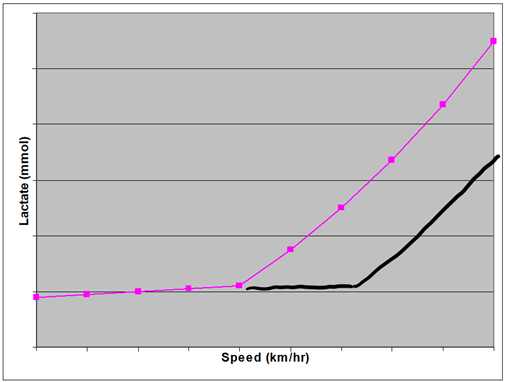 Lactate (mmol)
Speed (km/hr)